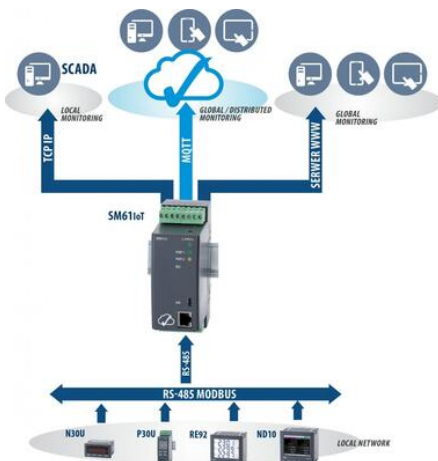 SCADA
LOCAL
MONITORING
GLOBAL / DISTRIBUTED
MONITORING
GLOBAL
MONITORING
TCP IP
MQTT
SERWER WWW
SM61IoT
RS-485
RS-485 MODBUS
N30U
P30U
RE92
ND10
LOCAL NETWORK